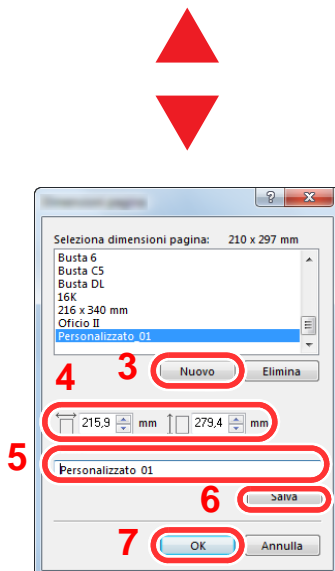 Seleziona dimensioni pagina: 210 x 297 mm
Busta 6
Busta C5
Busta DL
16K
216 x 340 mm
Oficio II
Personalizzato_01
3 Nuovo Elimina
4
215,9 mm 279,4 mm
5
Personalizzato 01
6 Salva
7 OK Annulla